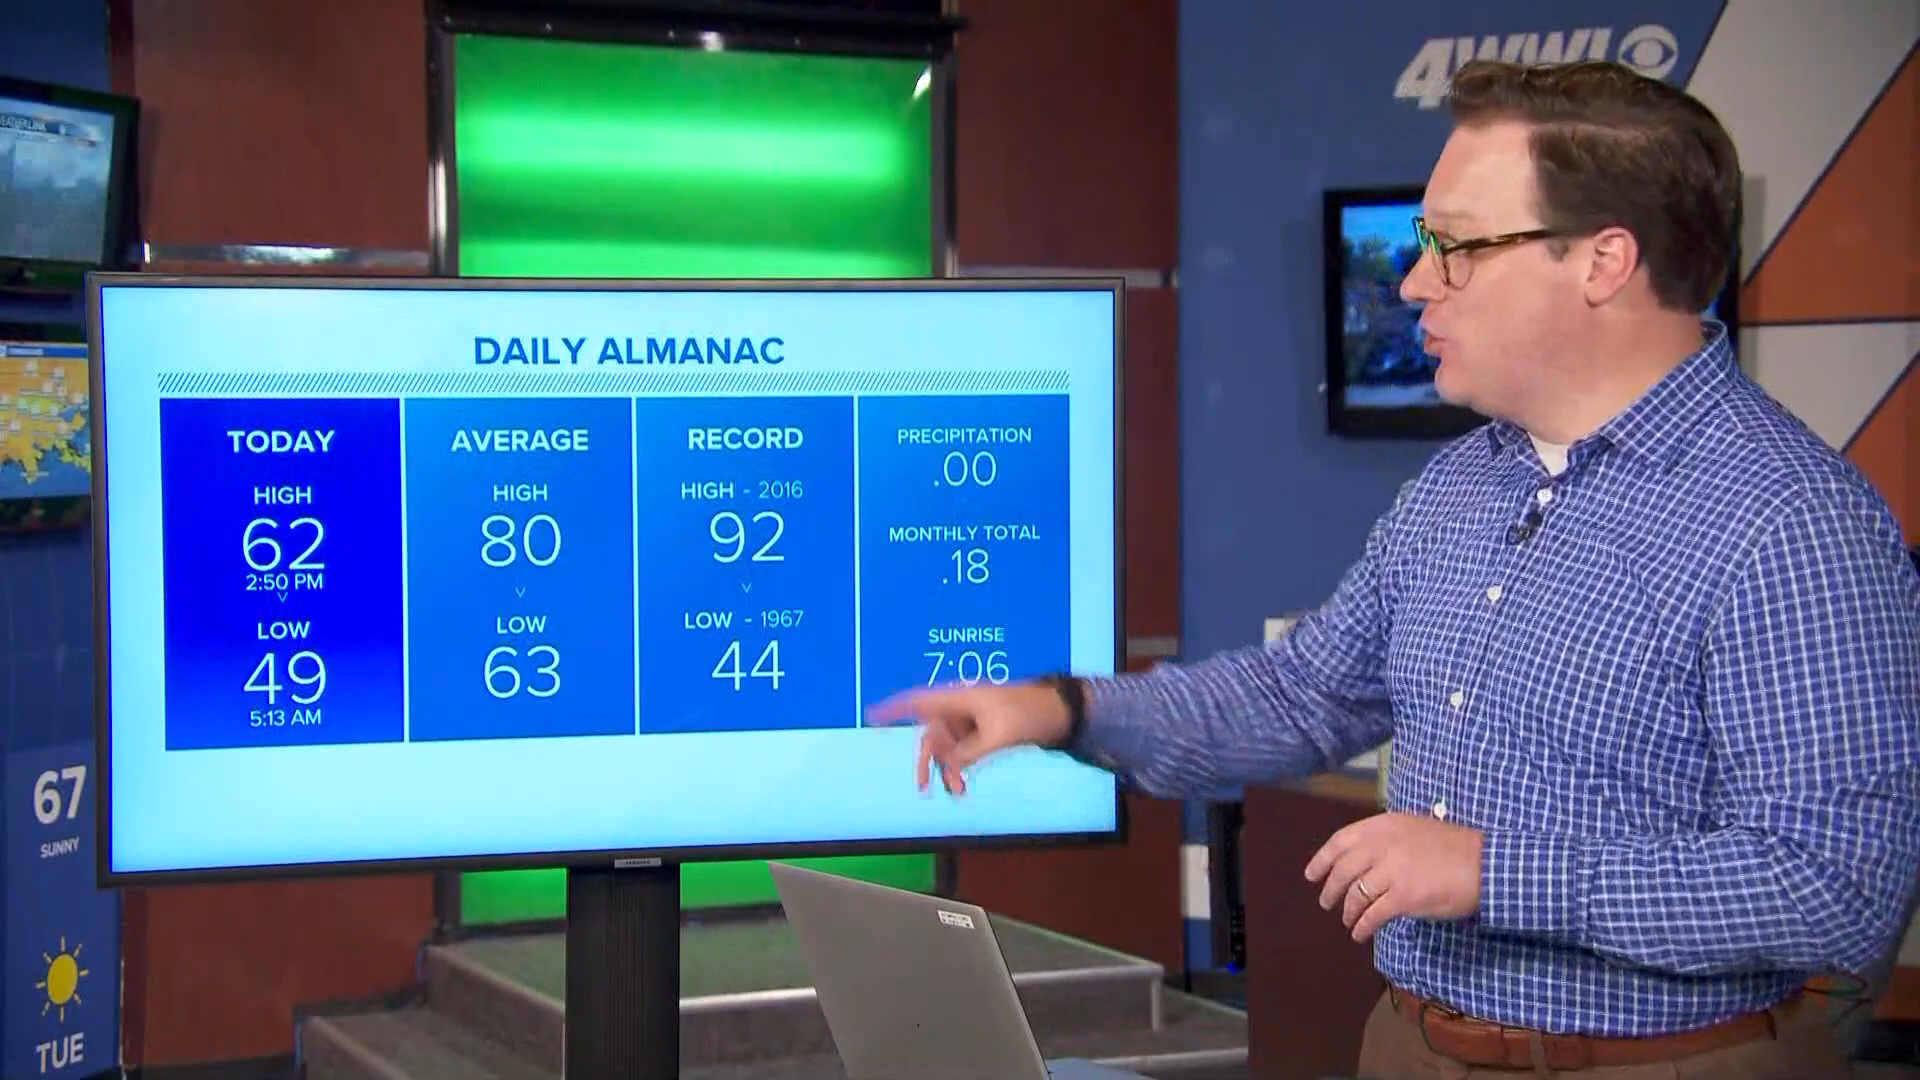 4WWL
DAILY ALMANAC
TODAY
HIGH
62
2:50 PM
LOW
49
5:13 AM
AVERAGE
HIGH
80
LOW
63
RECORD
HIGH - 2016
92
LOW - 1967
44
PRECIPITATION
.00
MONTHLY TOTAL
.18
SUNRISE
7:06
67
SUNNY
TUE